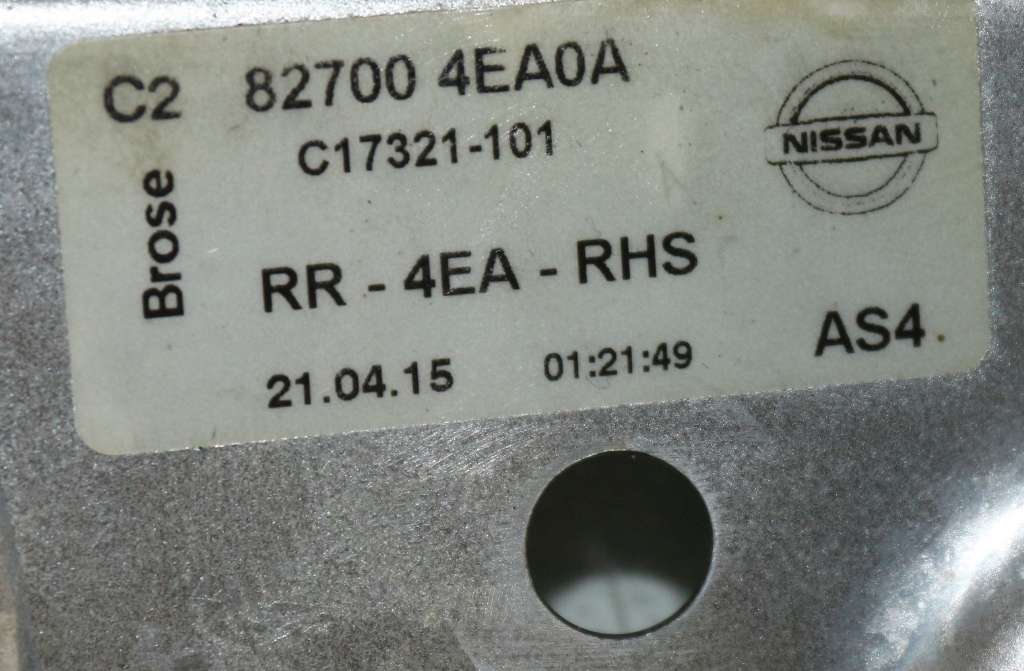 C2 82700 4EA0A
C17321-101
NISSAN
Brose
RR - 4EA - RHS
AS4
21.04.15 01:21:49